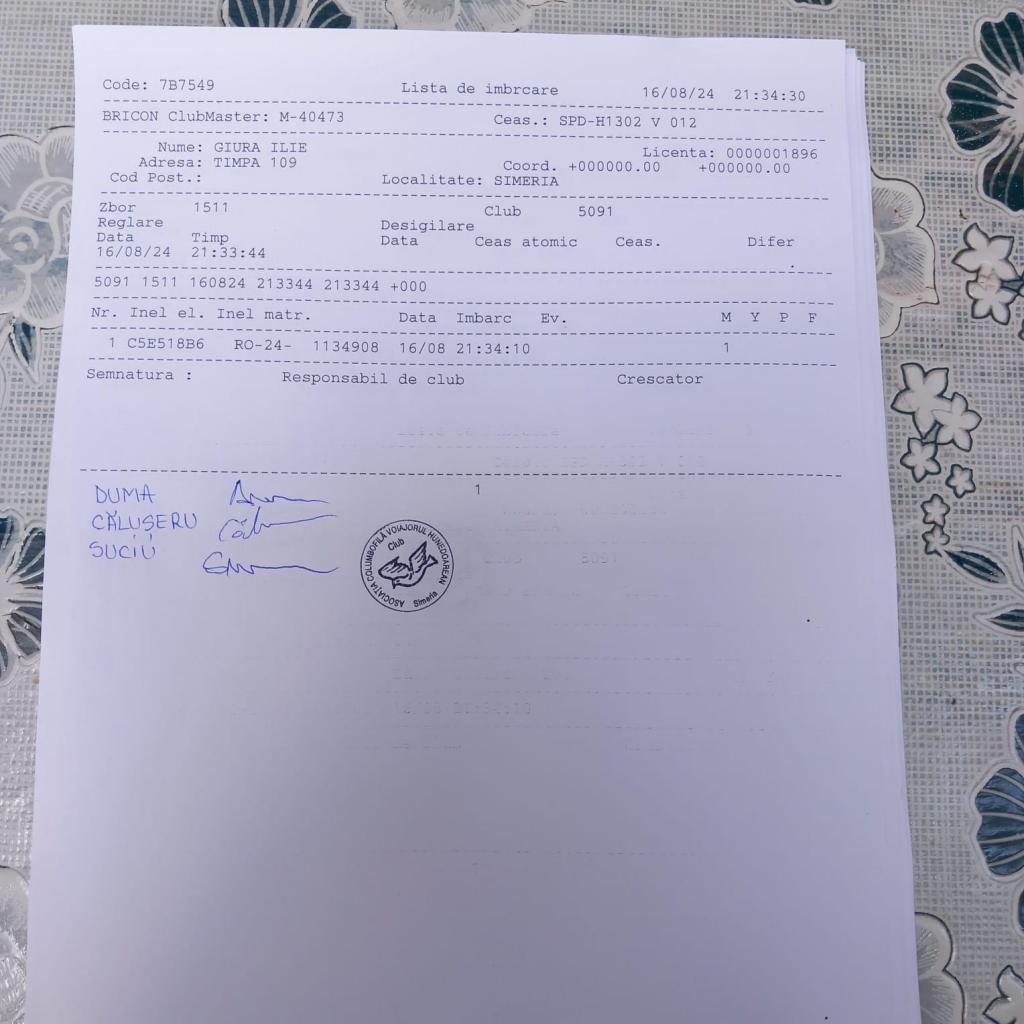 Code: 7B7549 Lista de imbrcare 16/08/24 21:34:30
BRICON ClubMaster: M-40473 Ceas.: SPD-H1302 V 012
Nume: GIURA ILIE Licenta: 0000001896
Adresa: TIMPA 109 Coord. +000000.00 +000000.00
Cod Post.: Localitate: SIMERIA
Zbor 1511 Club 5091
Reglare Desigilare
Data Timp Data Ceas atomic Ceas. Difer
16/08/24 21:33:44
5091 1511 160824 213344 213344 +000
Nr. Inel el. Inel matr. Data Imbarc Ev. M Y P F
1 C5E518B6 RO-24- 1134908 16/08 21:34:10 1
Semnatura : Responsabil de club Crescator
1
DUMA
CĂLUȘERU
SUCIU
ASOCIAȚIA COLUMBOFILĂ VOIAJORUL HUNEDOAREAN
Club
Simeria